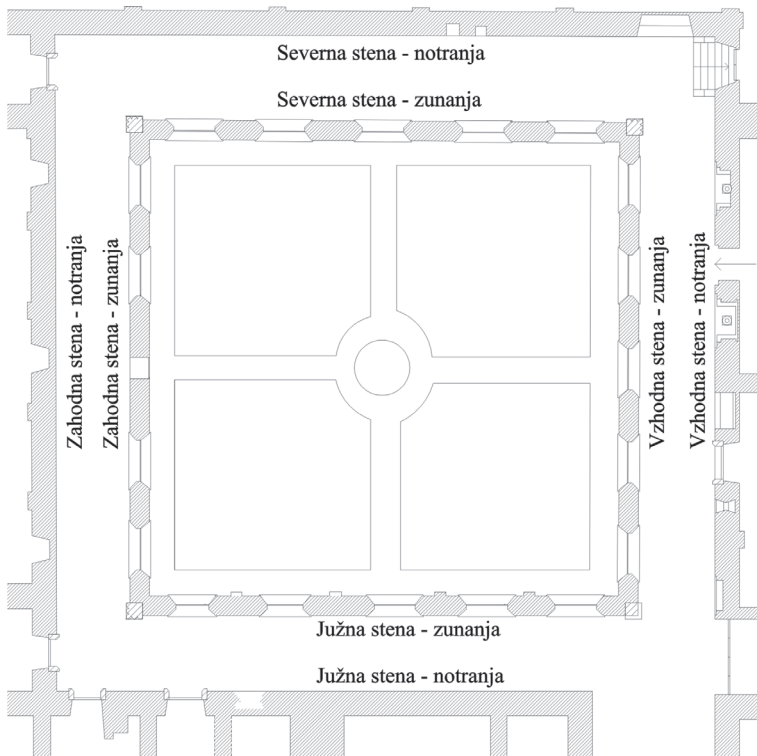 Severna stena - notranja
Severna stena - zunanja
Zahodna stena - notranja
Zahodna stena - zunanja
Vzhodna stena - zunanja
Vzhodna stena - notranja
Južna stena - zunanja
Južna stena - notranja